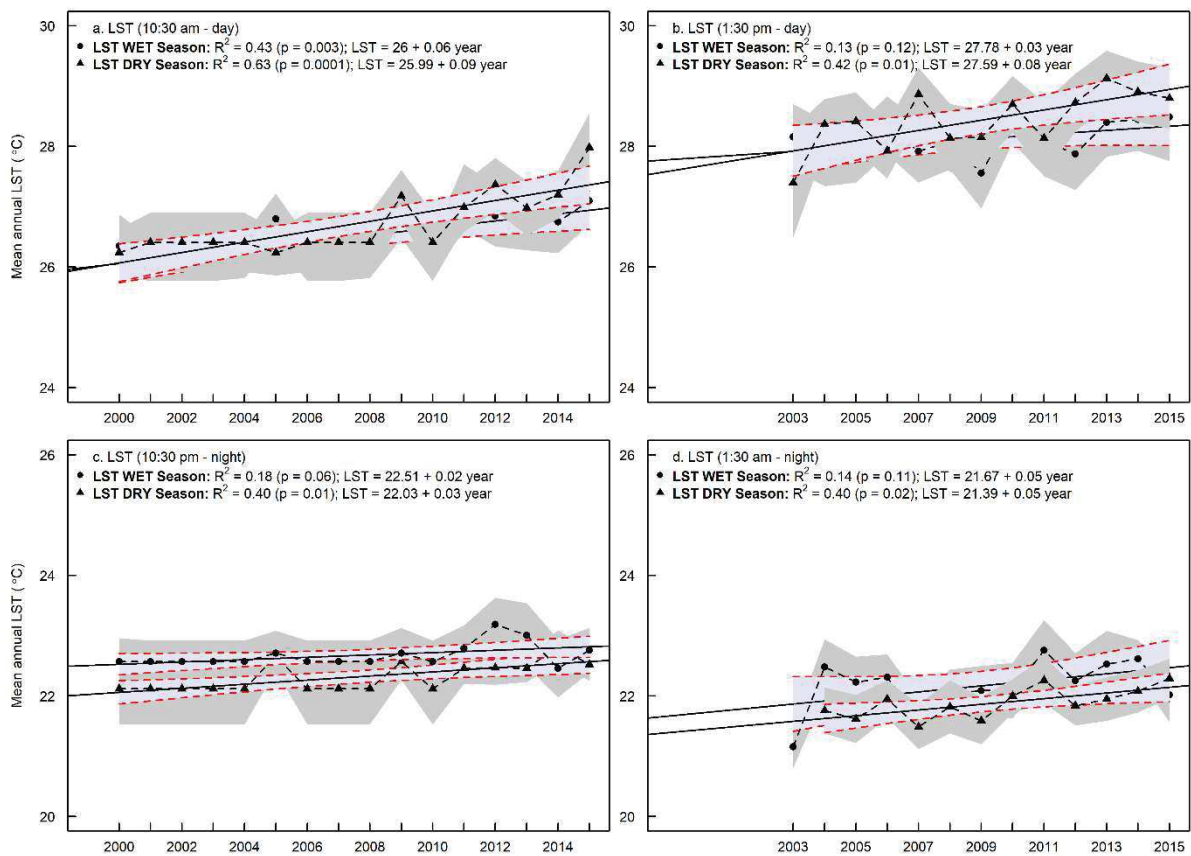 a. LST (10:30 am - day)
LST WET Season: R² = 0.43 (p = 0.003); LST = 26 + 0.06 year
LST DRY Season: R² = 0.63 (p = 0.0001); LST = 25.99 + 0.09 year
Mean annual LST (°C)
30
28
26
24
2000 2002 2004 2006 2008 2010 2012 2014
b. LST (1:30 pm - day)
LST WET Season: R² = 0.13 (p = 0.12); LST = 27.78 + 0.03 year
LST DRY Season: R² = 0.42 (p = 0.01); LST = 27.59 + 0.08 year
30
28
26
24
2003 2005 2007 2009 2011 2013 2015
c. LST (10:30 pm - night)
LST WET Season: R² = 0.18 (p = 0.06); LST = 22.51 + 0.02 year
LST DRY Season: R² = 0.40 (p = 0.01); LST = 22.03 + 0.03 year
Mean annual LST (°C)
26
24
22
20
2000 2002 2004 2006 2008 2010 2012 2014
d. LST (1:30 am - night)
LST WET Season: R² = 0.14 (p = 0.11); LST = 21.67 + 0.05 year
LST DRY Season: R² = 0.40 (p = 0.02); LST = 21.39 + 0.05 year
26
24
22
20
2003 2005 2007 2009 2011 2013 2015